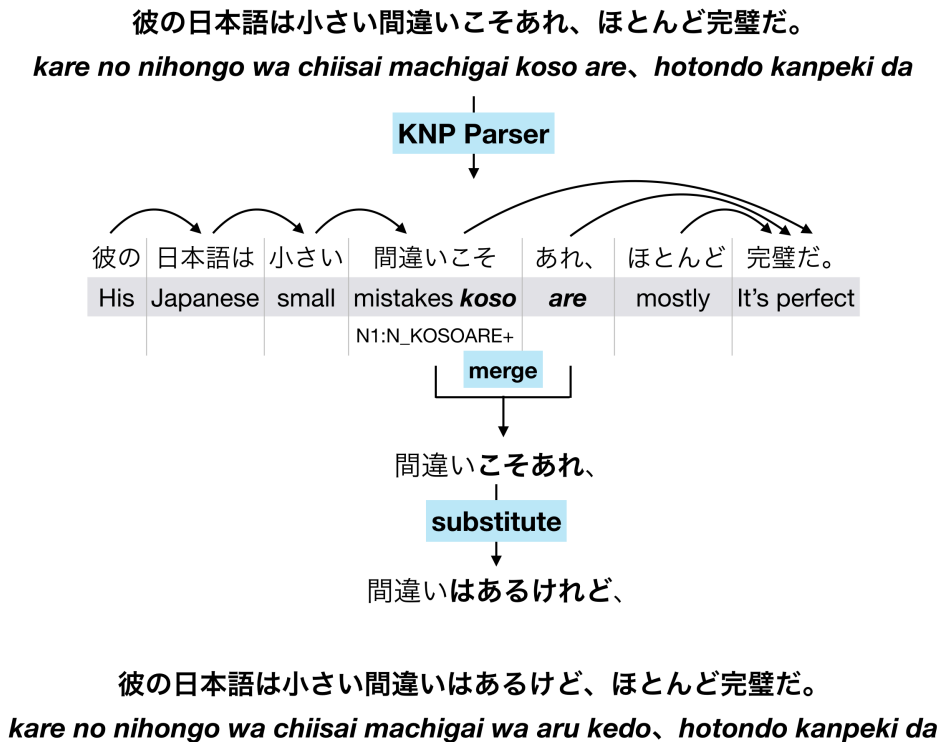 彼の日本語は小さい間違いこそあれ、ほとんど完璧だ。
kare no nihongo wa chiisai machigai koso are、hotondo kanpeki da
KNP Parser
彼の 日本語は 小さい 間違いこそ あれ、 ほとんど 完璧だ。
His Japanese small mistakes koso are mostly It's perfect
N1:N_KOSOARE+
merge
間違いこそあれ、
substitute
間違いはあるけれど、
彼の日本語は小さい間違いはあるけど、ほとんど完璧だ。
kare no nihongo wa chiisai machigai wa aru kedo、hotondo kanpeki da